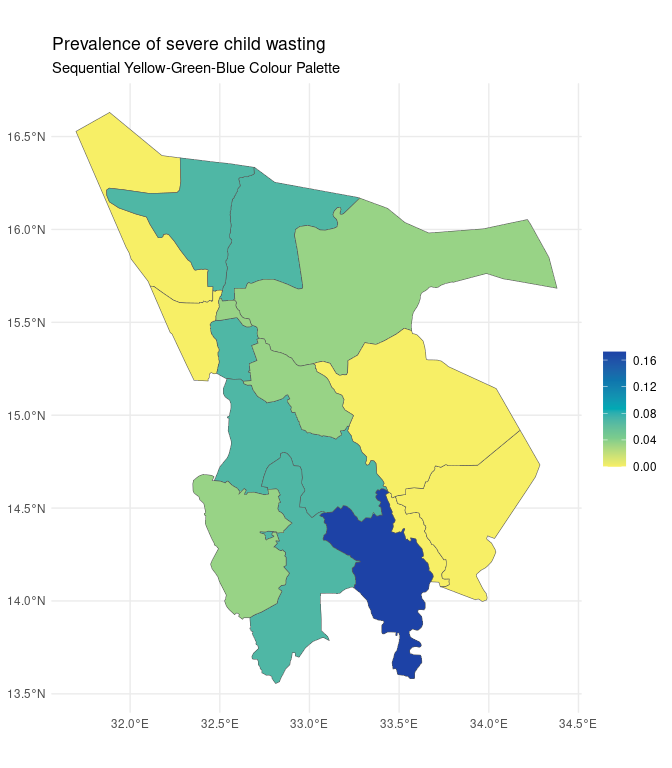 Prevalence of severe child wasting
Sequential Yellow-Green-Blue Colour Palette
16.5°N
16.0°N
15.5°N
15.0°N
14.5°N
14.0°N
13.5°N
32.0°E 32.5°E 33.0°E 33.5°E 34.0°E 34.5°E
0.16
0.12
0.08
0.04
0.00